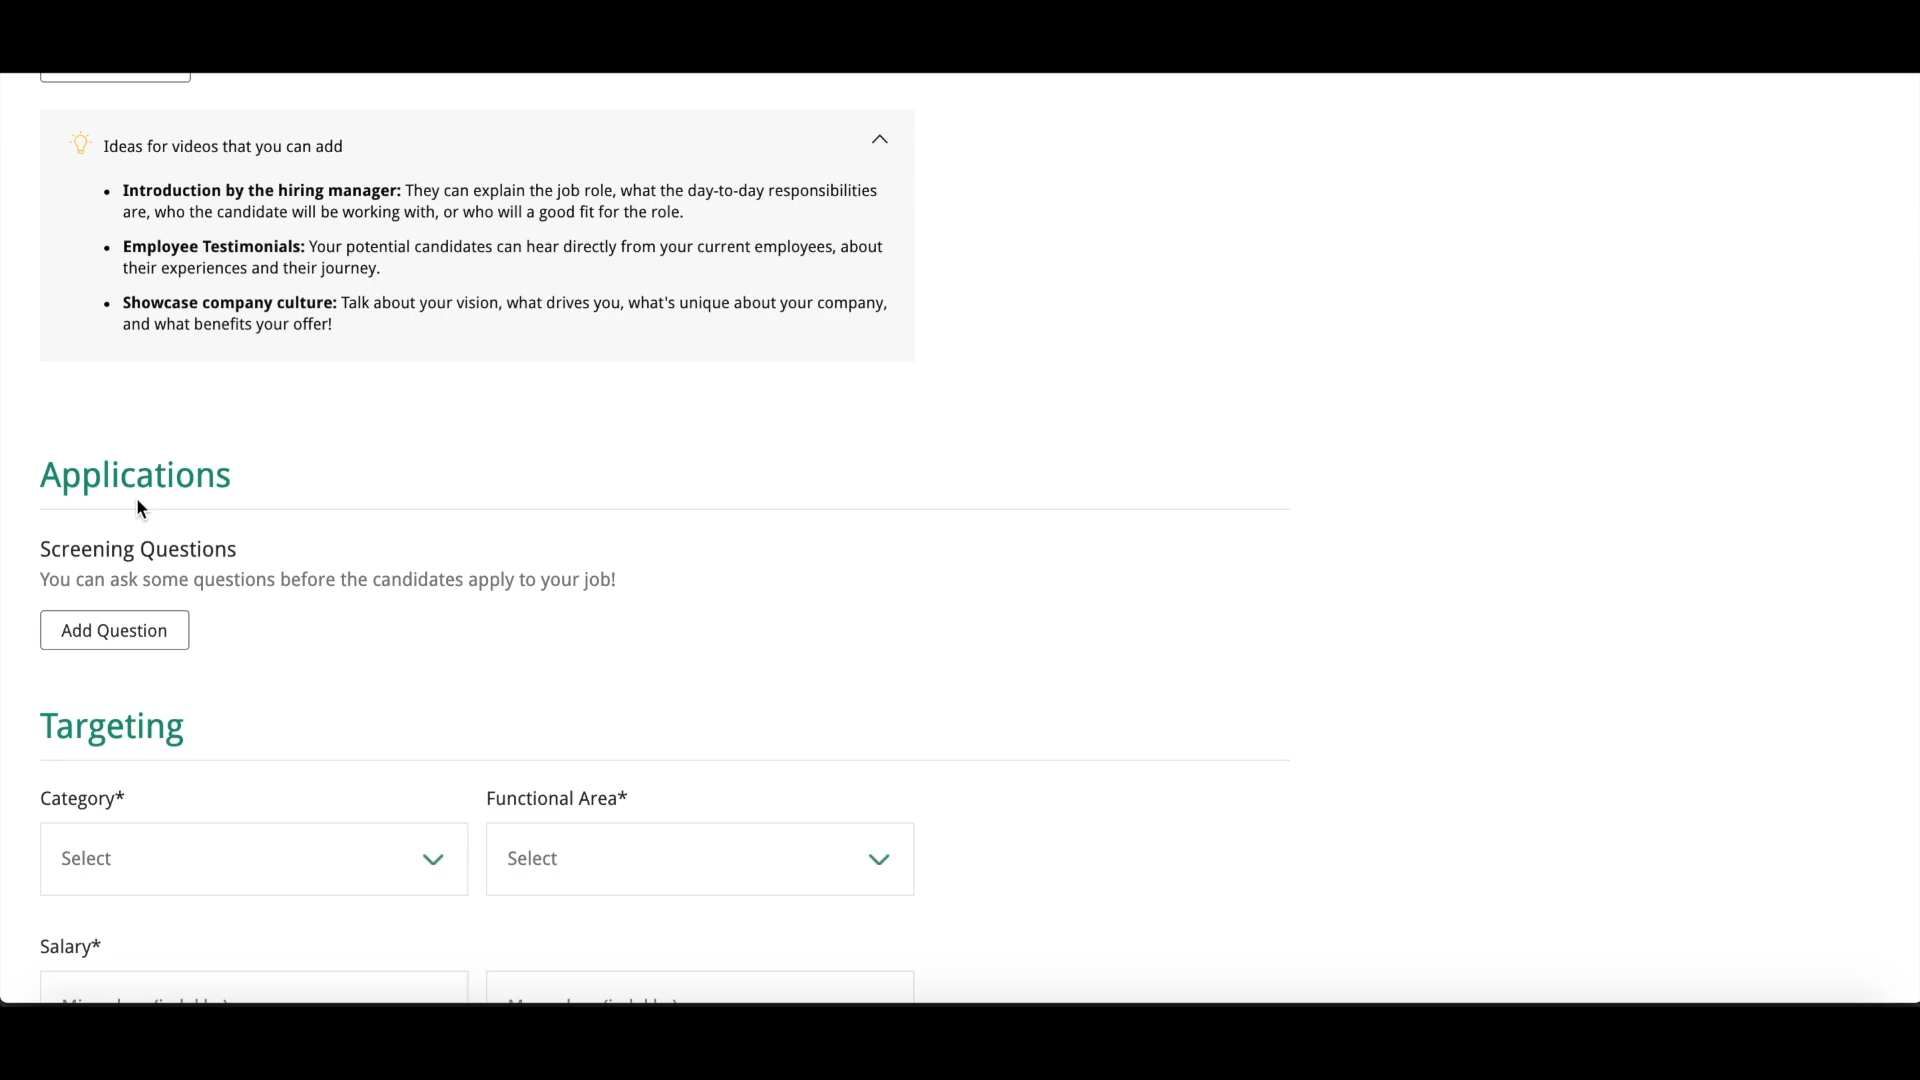 Ideas for videos that you can add
• Introduction by the hiring manager: They can explain the job role, what the day-to-day responsibilities
are, who the candidate will be working with, or who will a good fit for the role.
• Employee Testimonials: Your potential candidates can hear directly from your current employees, about
their experiences and their journey.
• Showcase company culture: Talk about your vision, what drives you, what's unique about your company,
and what benefits your offer!
Applications
Screening Questions
You can ask some questions before the candidates apply to your job!
Add Question
Targeting
Category* Functional Area*
Select Select
Salary*